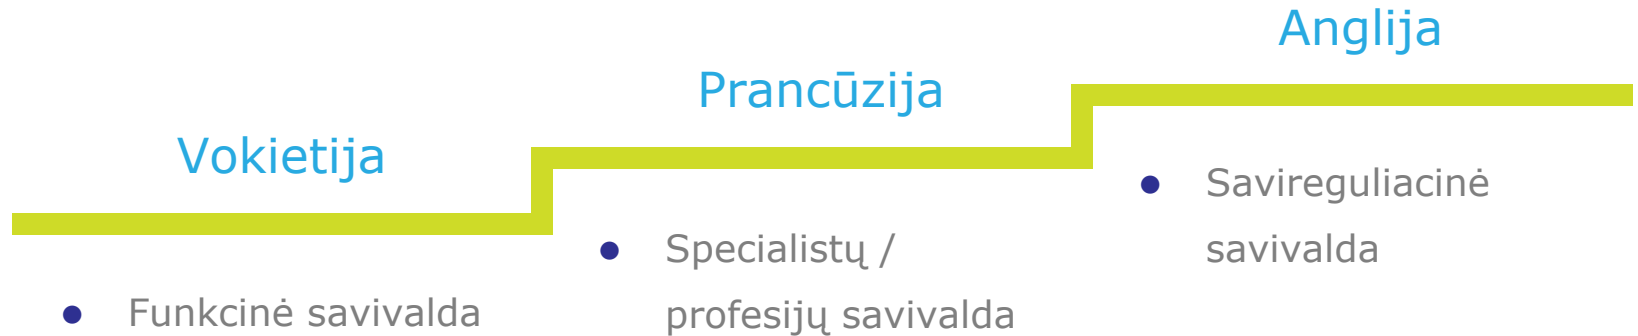 Vokietija
● Funkcinė savivalda
Prancūzija
● Specialistų /
profesijų savivalda
Anglija
● Savireguliacinė
savivalda